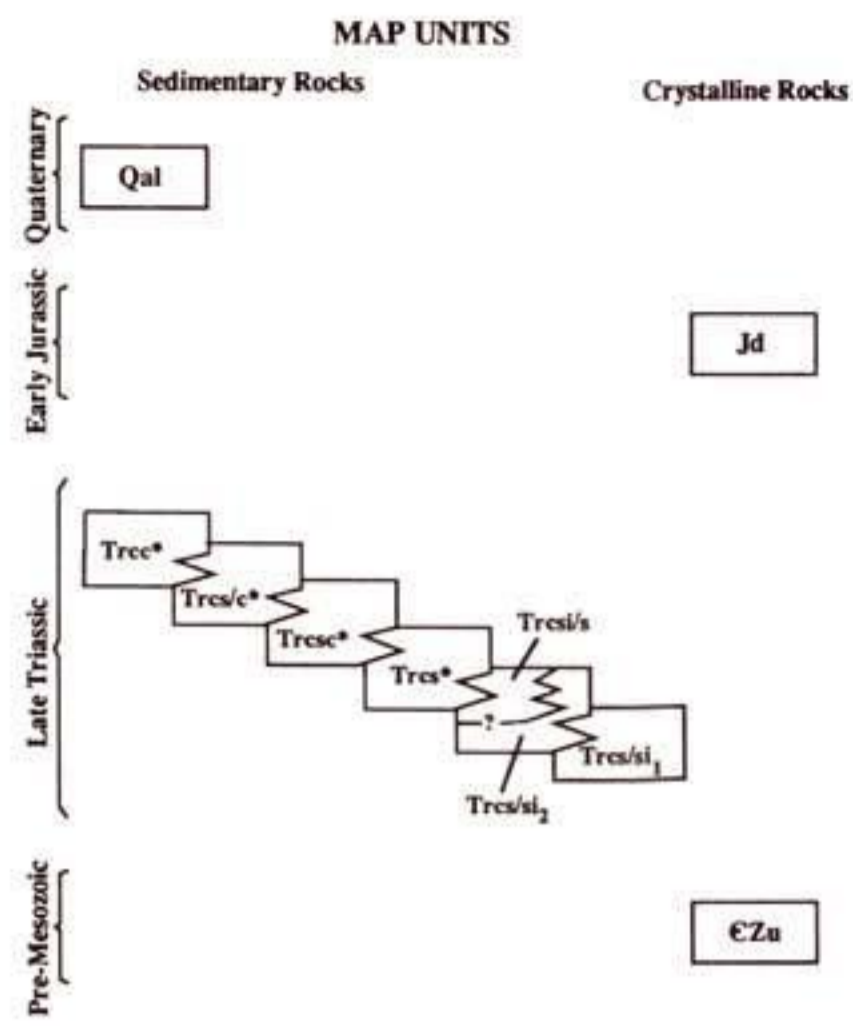 MAP UNITS
Sedimentary Rocks
Crystalline Rocks
Quaternary
Qal
Early Jurassic
Jd
Late Triassic
Trcc*
Trcs/c*
Trcsc*
Trcs*
Trcsi/s
?
Trcs/si₁
Trcs/si₂
Pre-Mesozoic
ЄZu